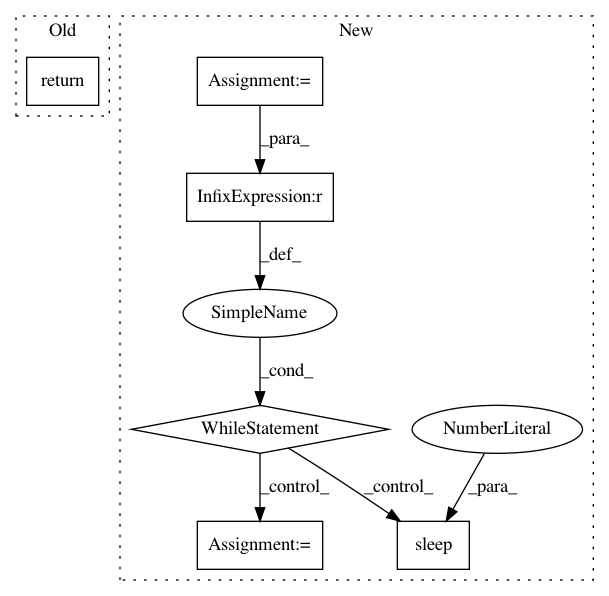 Old
New
return
Assignment:=
_para_
InfixExpression:r
_def_
SimpleName
_cond_
WhileStatement
NumberLiteral
_control_
_control_
_para_
Assignment:=
sleep